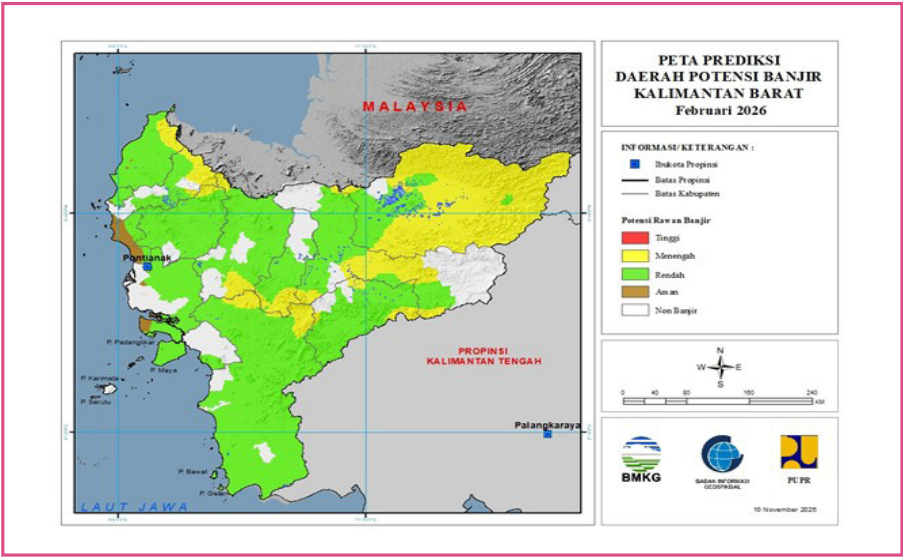 PETA PREDIKSI
DAERAH POTENSI BANJIR
KALIMANTAN BARAT
Februari 2026
INFORMASI/KETERANGAN :
Ibukota Propinsi
Batas Propinsi
Batas Kabupaten
Potensi Rawan Banjir
Tinggi
Menengah
Rendah
Aman
Non Banjir
N
W E
S
0 40 80 160 240
KM
BMKG
BADAN INFORMASI
GEOSPASIAL
PUPR
10 November 2025
MALAYSIA
Pontianak
P. Padangtikar
P. Maya
P. Karimata
P. Serutu
PROPINSI
KALIMANTAN TENGAH
Palangkaraya
P. Bawal
P. Gelam
LAUT JAWA